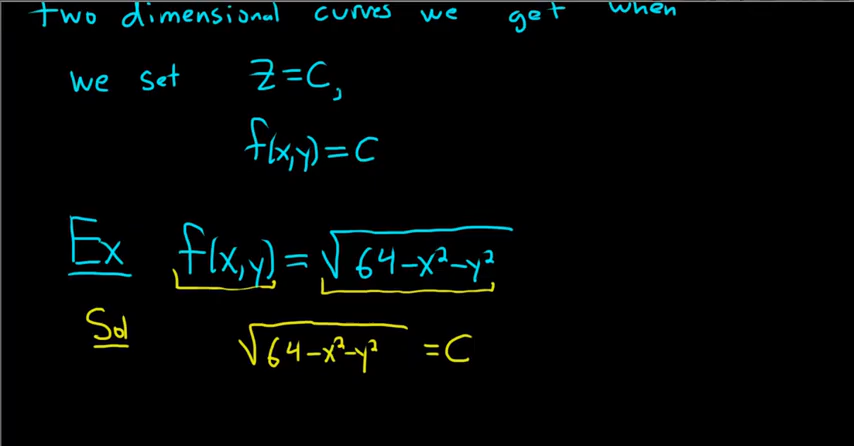 two dimensional curves we get when
we set Z=C,
f(x,y)=C
Ex f(x,y)=√64-x²-y²
Sol √64-x²-y² =C